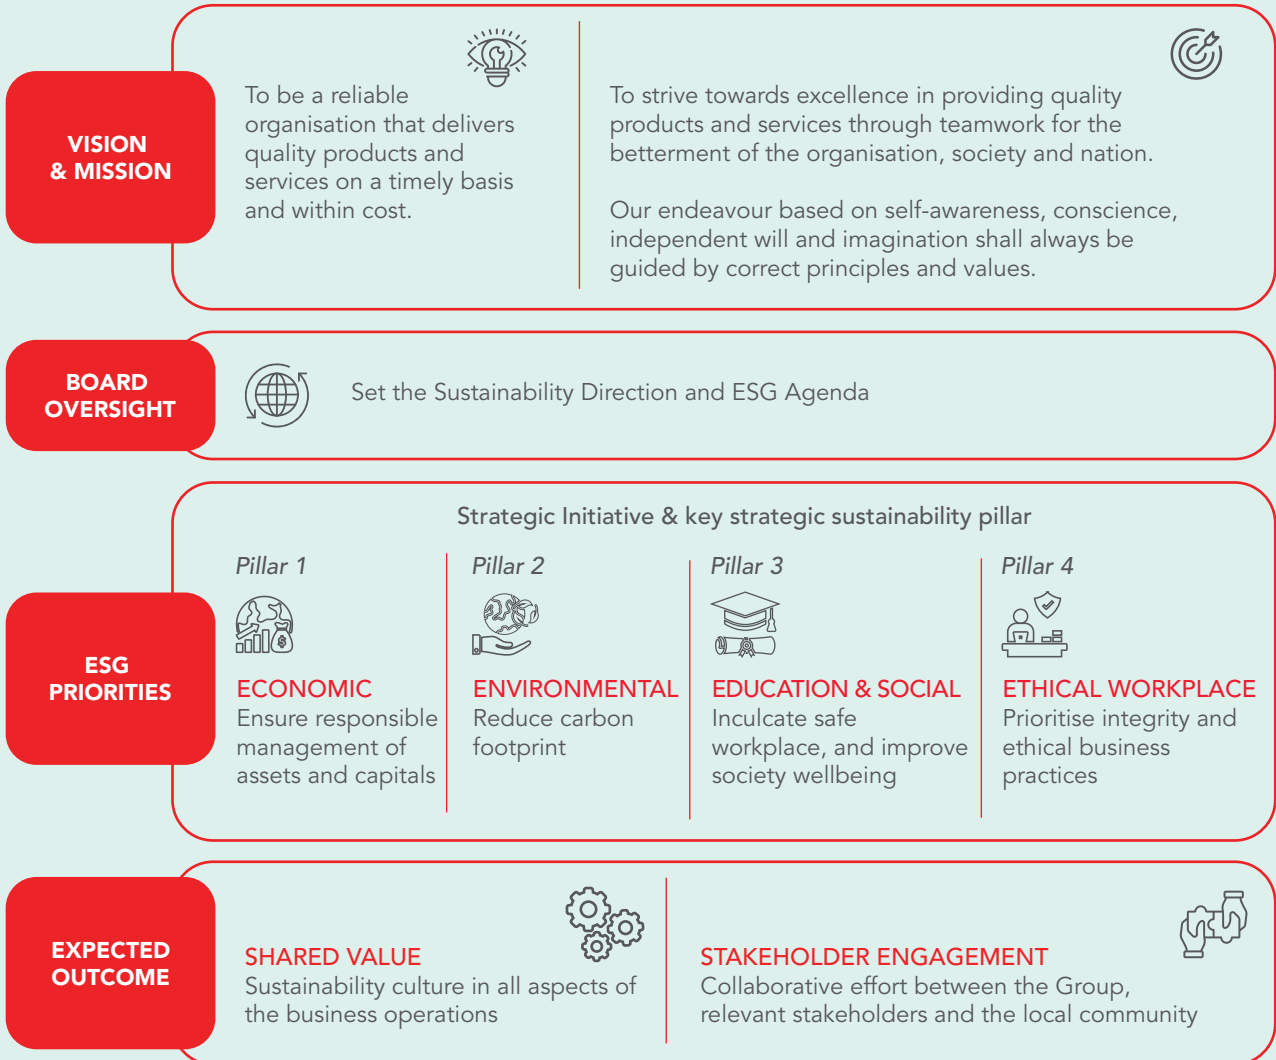 VISION
& MISSION
To be a reliable
organisation that delivers
quality products and
services on a timely basis
and within cost.
To strive towards excellence in providing quality
products and services through teamwork for the
betterment of the organisation, society and nation.
Our endeavour based on self-awareness, conscience,
independent will and imagination shall always be
guided by correct principles and values.
BOARD
OVERSIGHT
Set the Sustainability Direction and ESG Agenda
ESG
PRIORITIES
Strategic Initiative & key strategic sustainability pillar
Pillar 1
ECONOMIC
Ensure responsible
management of
assets and capitals
Pillar 2
ENVIRONMENTAL
Reduce carbon
footprint
Pillar 3
EDUCATION & SOCIAL
Inculcate safe
workplace, and improve
society wellbeing
Pillar 4
ETHICAL WORKPLACE
Prioritise integrity and
ethical business
practices
EXPECTED
OUTCOME
SHARED VALUE
Sustainability culture in all aspects of
the business operations
STAKEHOLDER ENGAGEMENT
Collaborative effort between the Group,
relevant stakeholders and the local community